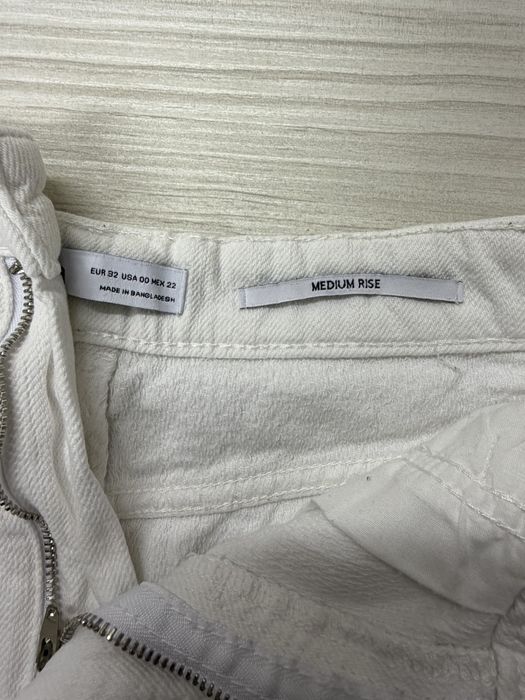 EUR 32 USA 00 MEX 22
MADE IN BANGLADESH
MEDIUM RISE